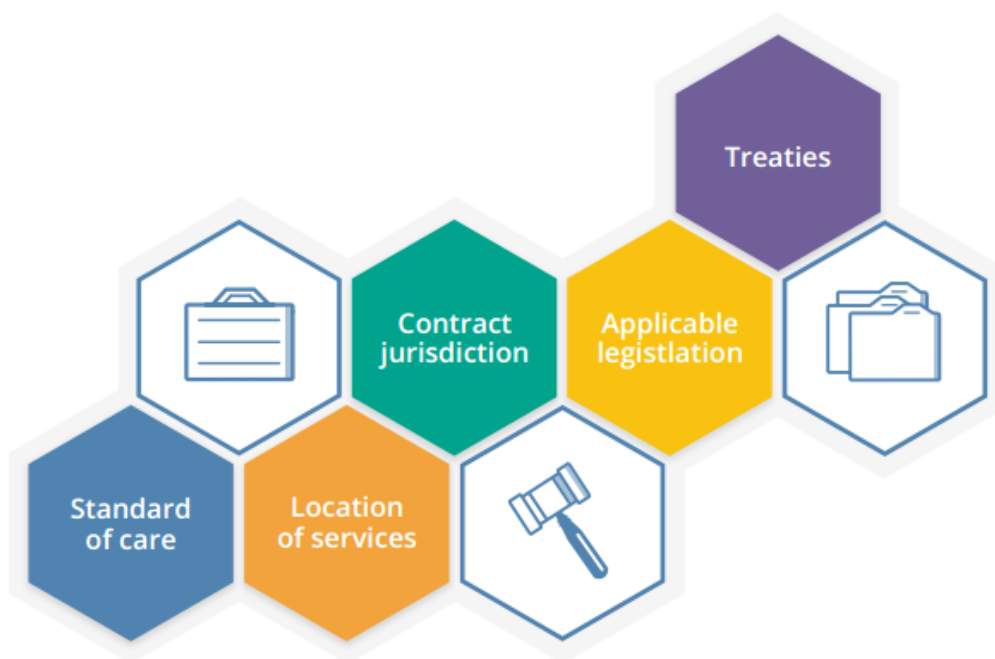 Treaties
Contract
jurisdiction
Applicable
legistlation
Standard
of care
Location
of services